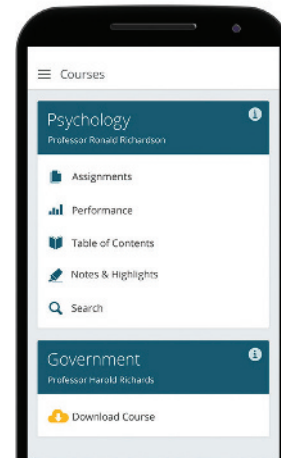 Courses
Psychology
Professor Ronald Richardson
Assignments
Performance
Table of Contents
Notes & Highlights
Search
Government
Professor Harold Richards
Download Course